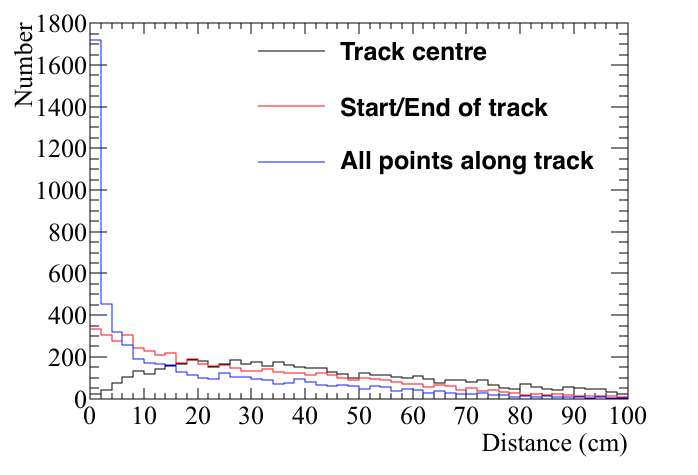 Number
1800
1600
1400
1200
1000
800
600
400
200
0
Track centre
Start/End of track
All points along track
0 10 20 30 40 50 60 70 80 90 100
Distance (cm)